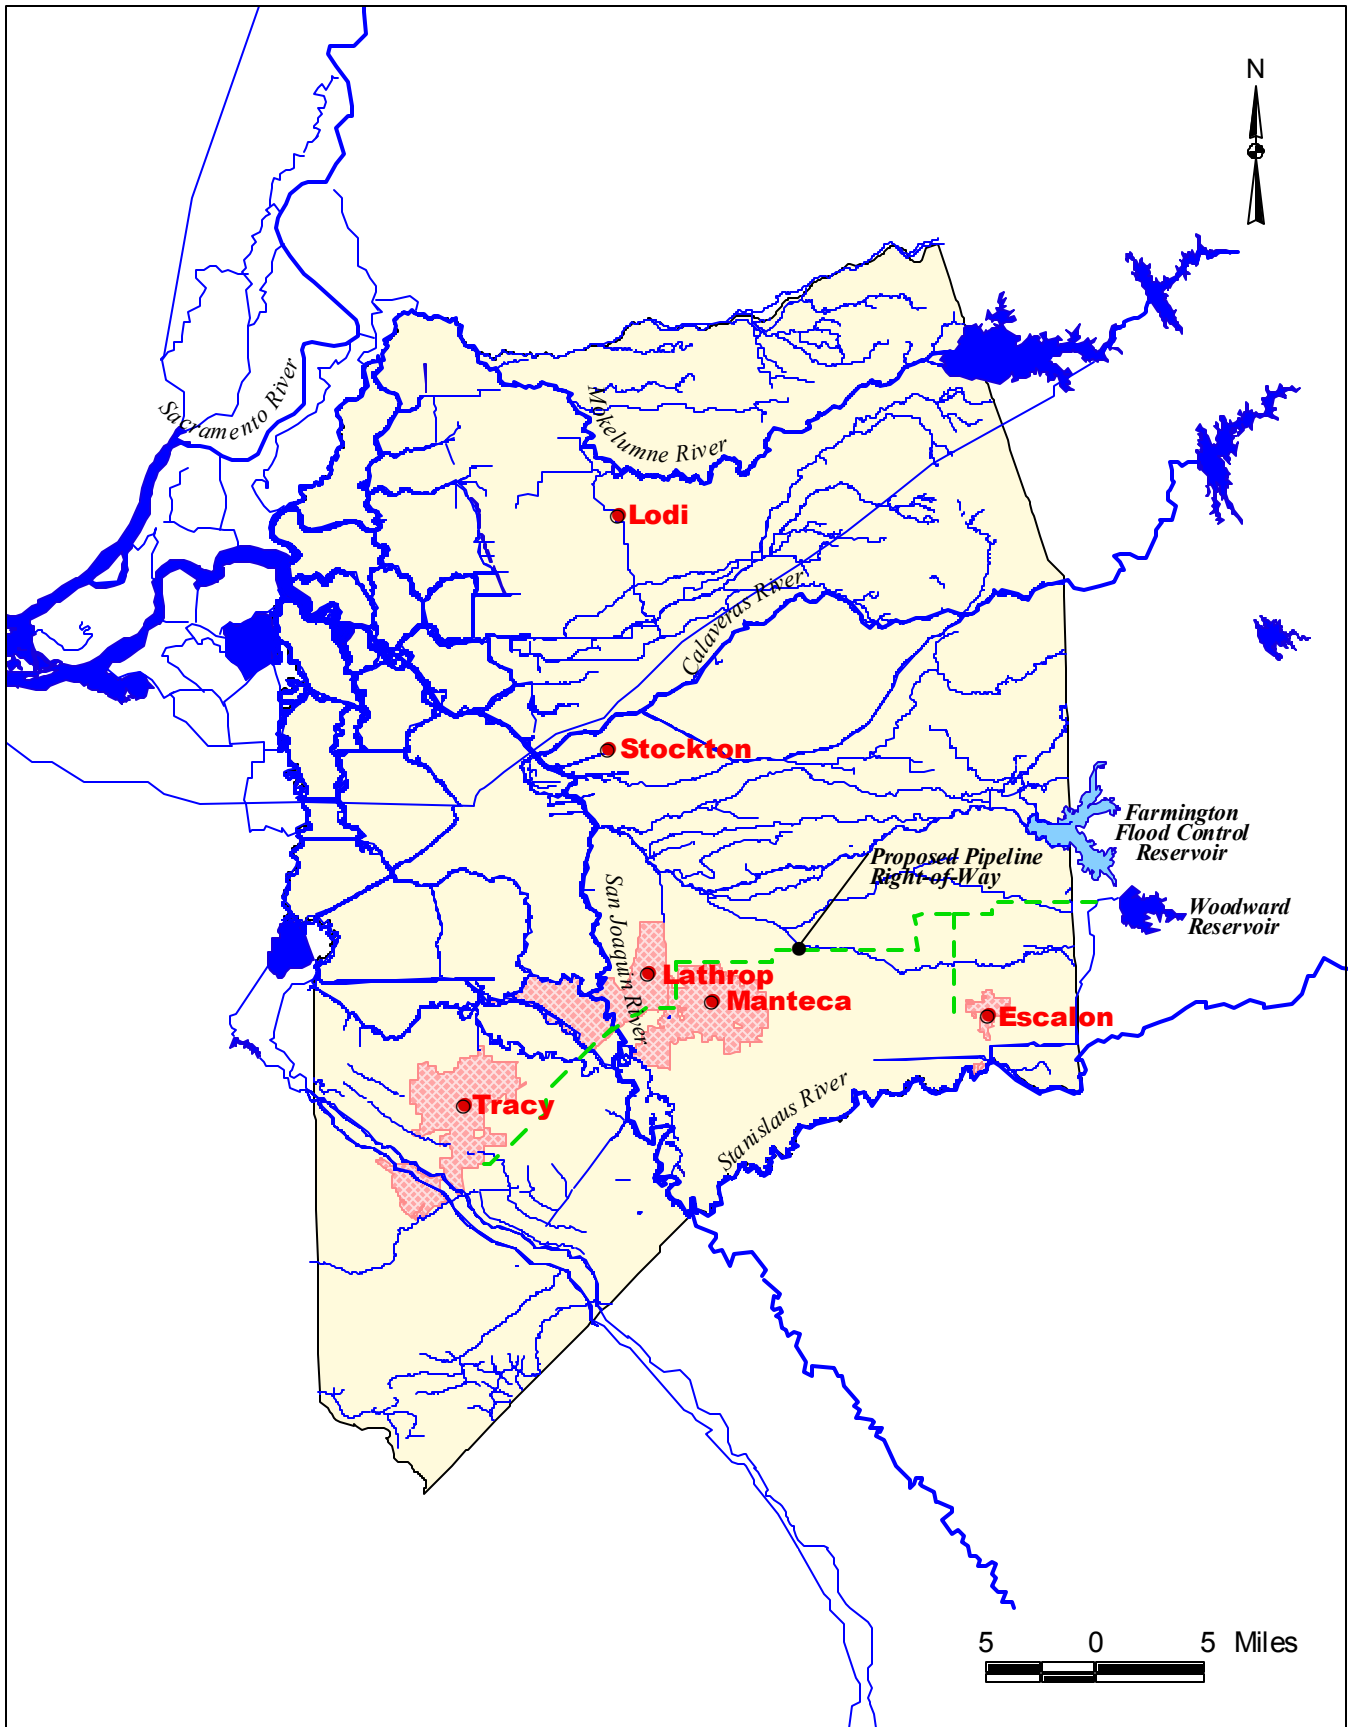 N
Sacramento River
Mokelumne River
Lodi
Calaveras River
Stockton
Farmington
Flood Control
Reservoir
Proposed Pipeline
Right-of-Way
Woodward
Reservoir
San Joaquin River
Lathrop
Manteca
Escalon
Tracy
Stanislaus River
5 0 5 Miles